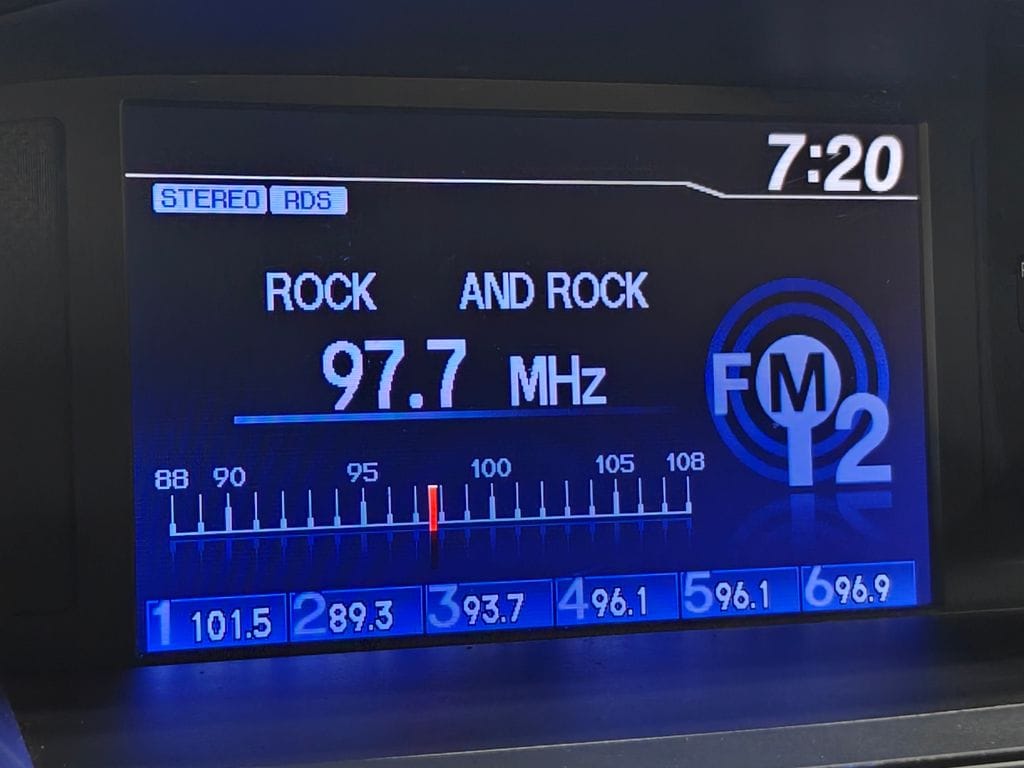 7:20
STEREO RDS
ROCK AND ROCK
97.7 MHz
FM2
88 90 95 100 105 108
1 101.5 2 89.3 3 93.7 4 96.1 5 96.1 6 96.9